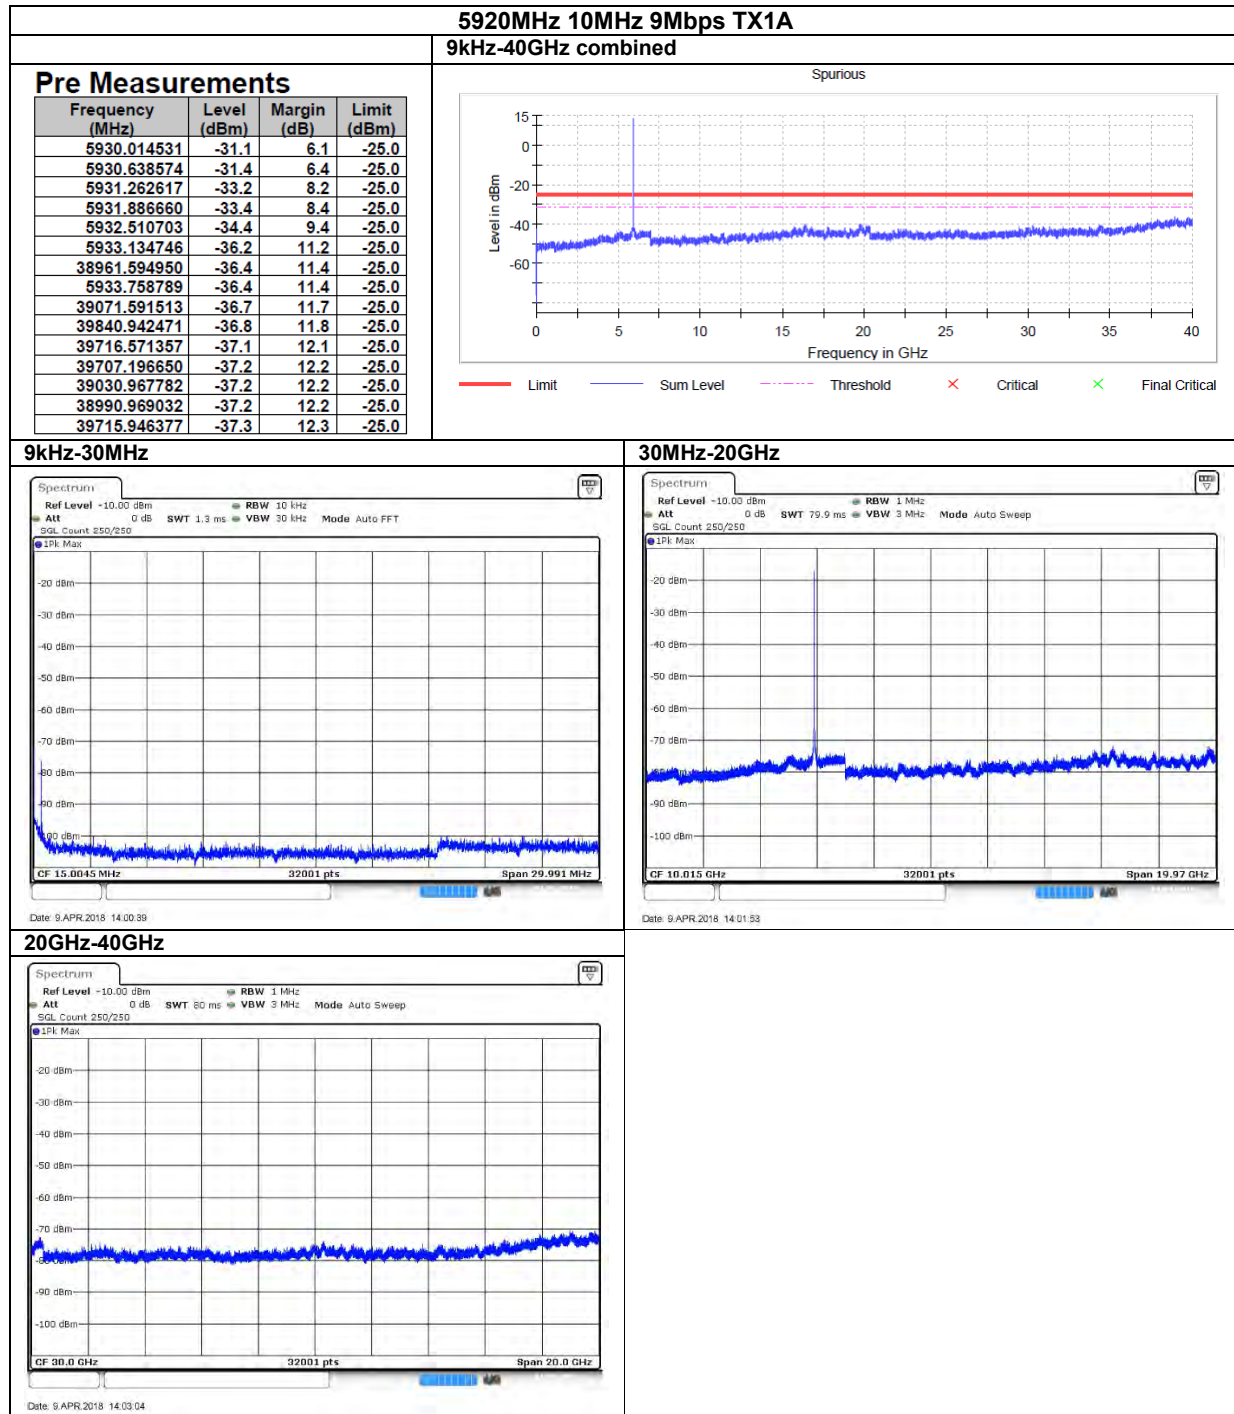 5920MHz 10MHz 9Mbps TX1A
9kHz-40GHz combined
Pre Measurements
Frequency (MHz) Level (dBm) Margin (dB) Limit (dBm)
5930.014531 -31.1 6.1 -25.0
5930.638574 -31.4 6.4 -25.0
5931.262617 -33.2 8.2 -25.0
5931.886660 -33.4 8.4 -25.0
5932.510703 -34.4 9.4 -25.0
5933.134746 -36.2 11.2 -25.0
38961.594950 -36.4 11.4 -25.0
5933.758789 -36.4 11.4 -25.0
39071.591513 -36.7 11.7 -25.0
39840.942471 -36.8 11.8 -25.0
39716.571357 -37.1 12.1 -25.0
39707.196650 -37.2 12.2 -25.0
39030.967782 -37.2 12.2 -25.0
38990.969032 -37.2 12.2 -25.0
39715.946377 -37.3 12.3 -25.0
Spurious
Level in dBm
15
0
-20
-40
-60
0 5 10 15 20 25 30 35 40
Frequency in GHz
Limit Sum Level Threshold Critical Final Critical
9kHz-30MHz
Spectrum
Ref Level -10.00 dBm RBW 10 kHz
Att 0 dB SWT 1.3 ms VBW 30 kHz Mode Auto FFT
SGL Count 250/250
1Pk Max
-20 dBm
-30 dBm
-40 dBm
-50 dBm
-60 dBm
-70 dBm
-80 dBm
-90 dBm
-100 dBm
CF 15.0045 MHz 32001 pts Span 29.991 MHz
Date: 9.APR.2018 14:00:39
30MHz-20GHz
Spectrum
Ref Level -10.00 dBm RBW 1 MHz
Att 0 dB SWT 79.9 ms VBW 3 MHz Mode Auto Sweep
SGL Count 250/250
1Pk Max
-20 dBm
-30 dBm
-40 dBm
-50 dBm
-60 dBm
-70 dBm
-90 dBm
-100 dBm
CF 10.015 GHz 32001 pts Span 19.97 GHz
Date: 9.APR.2018 14:01:53
20GHz-40GHz
Spectrum
Ref Level -10.00 dBm RBW 1 MHz
Att 0 dB SWT 80 ms VBW 3 MHz Mode Auto Sweep
SGL Count 250/250
1Pk Max
-20 dBm
-30 dBm
-40 dBm
-50 dBm
-60 dBm
-70 dBm
-80 dBm
-90 dBm
-100 dBm
CF 30.0 GHz 32001 pts Span 20.0 GHz
Date: 9.APR.2018 14:03:04